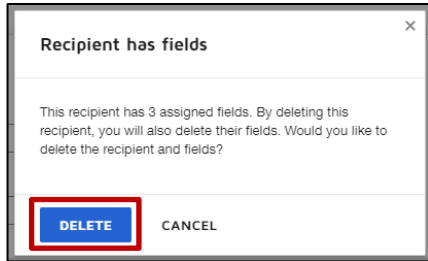 Recipient has fields
This recipient has 3 assigned fields. By deleting this
recipient, you will also delete their fields. Would you like to
delete the recipient and fields?
DELETE CANCEL